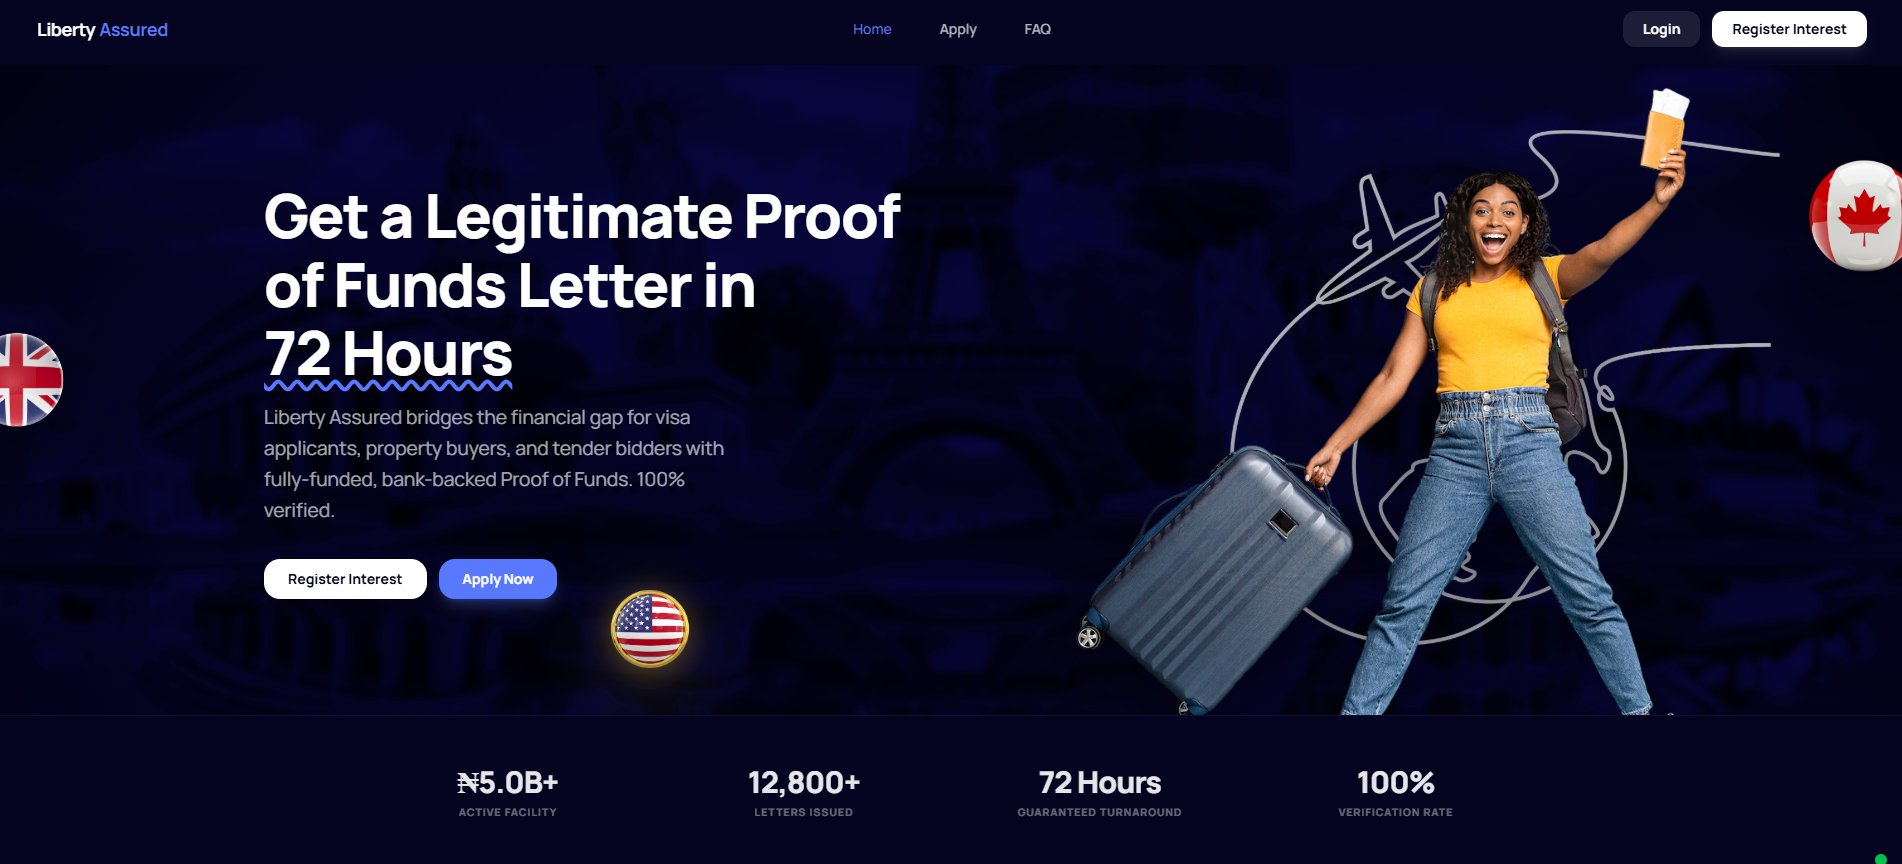 Liberty Assured
Home
Apply
FAQ
Login
Register Interest
Get a Legitimate Proof
of Funds Letter in
72 Hours
Liberty Assured bridges the financial gap for visa
applicants, property buyers, and tender bidders with
fully-funded, bank-backed Proof of Funds. 100%
verified.
Register Interest
Apply Now
₦5.0B+
ACTIVE FACILITY
12,800+
LETTERS ISSUED
72 Hours
GUARANTEED TURNAROUND
100%
VERIFICATION RATE